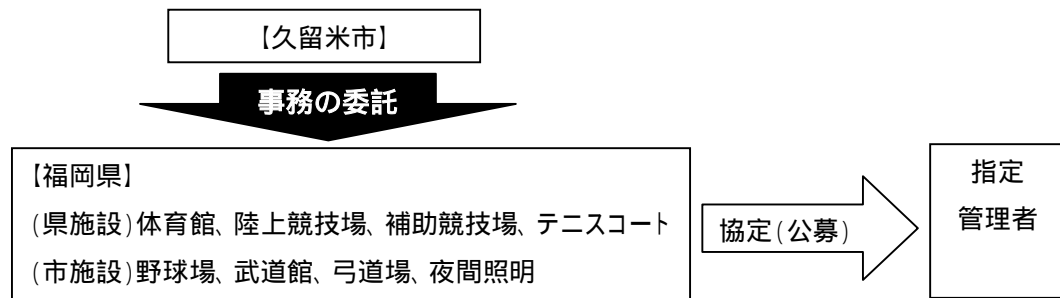 【久留米市】
事務の委託
【福岡県】
(県施設)体育館、陸上競技場、補助競技場、テニスコート
(市施設)野球場、武道館、弓道場、夜間照明
協定(公募)
指定
管理者